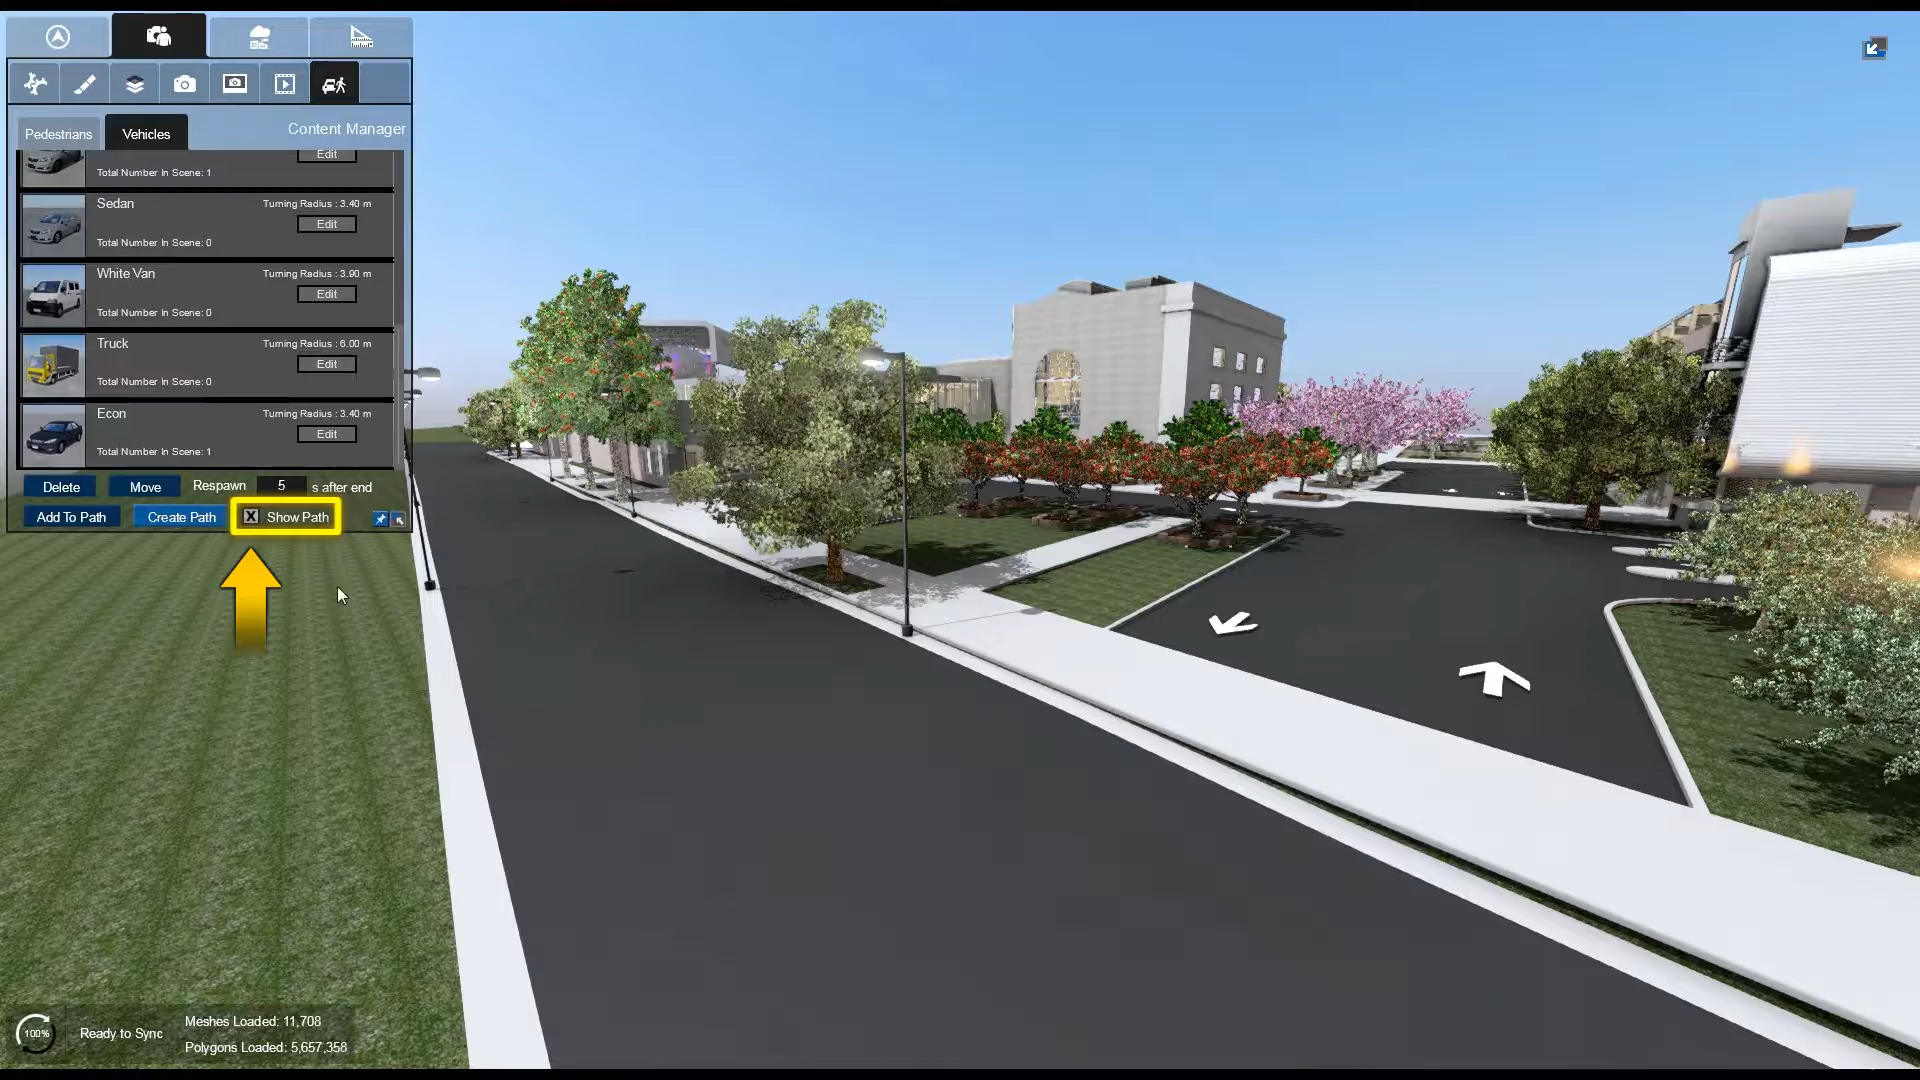 Pedestrians
Vehicles
Content Manager
Edit
Total Number In Scene: 1
Sedan
Turning Radius : 3.40 m
Edit
Total Number In Scene: 0
White Van
Turning Radius : 3.90 m
Edit
Total Number In Scene: 0
Truck
Turning Radius : 6.00 m
Edit
Total Number In Scene: 0
Econ
Turning Radius : 3.40 m
Edit
Total Number In Scene: 1
Delete
Move
Respawn 5 s after end
Add To Path
Create Path
X Show Path
100%
Ready to Sync
Meshes Loaded: 11,708
Polygons Loaded: 5,657,358